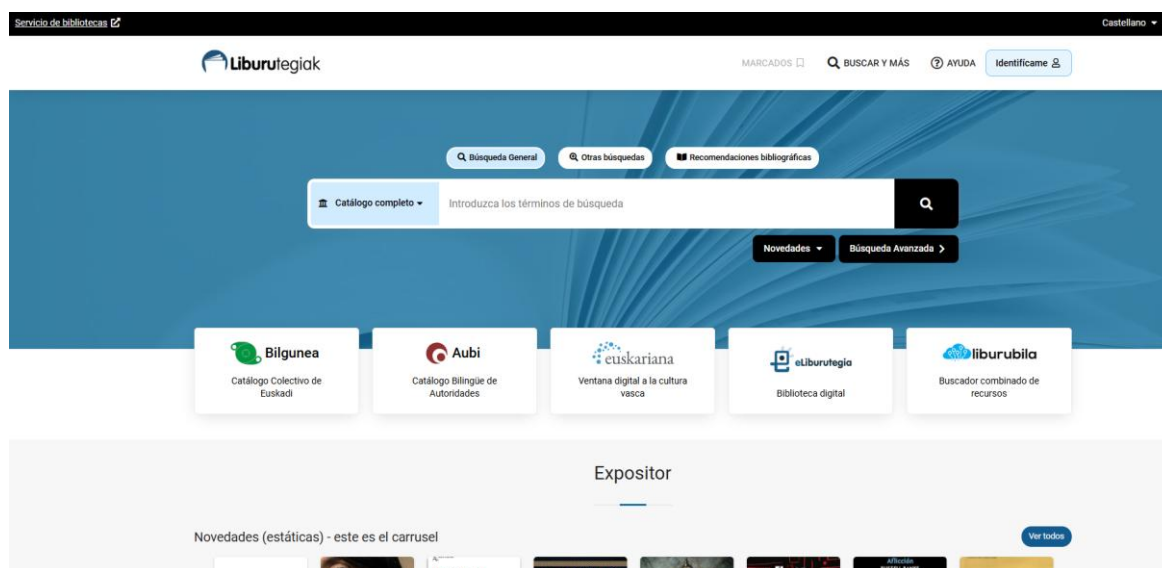 Servicio de bibliotecas
Castellano
Liburutegiak
MARCADOS
BUSCAR Y MÁS
AYUDA
Identifícame
Búsqueda General
Otras búsquedas
Recomendaciones bibliográficas
Catálogo completo
Introduzca los términos de búsqueda
Novedades
Búsqueda Avanzada
Bilgunea
Catálogo Colectivo de
Euskadi
Aubi
Catálogo Bilingüe de
Autoridades
euskariana
Ventana digital a la cultura
vasca
eLiburutegia
Biblioteca digital
liburubila
Buscador combinado de
recursos
Expositor
Novedades (estáticas) - este es el carrusel
Ver todos
Aflicción